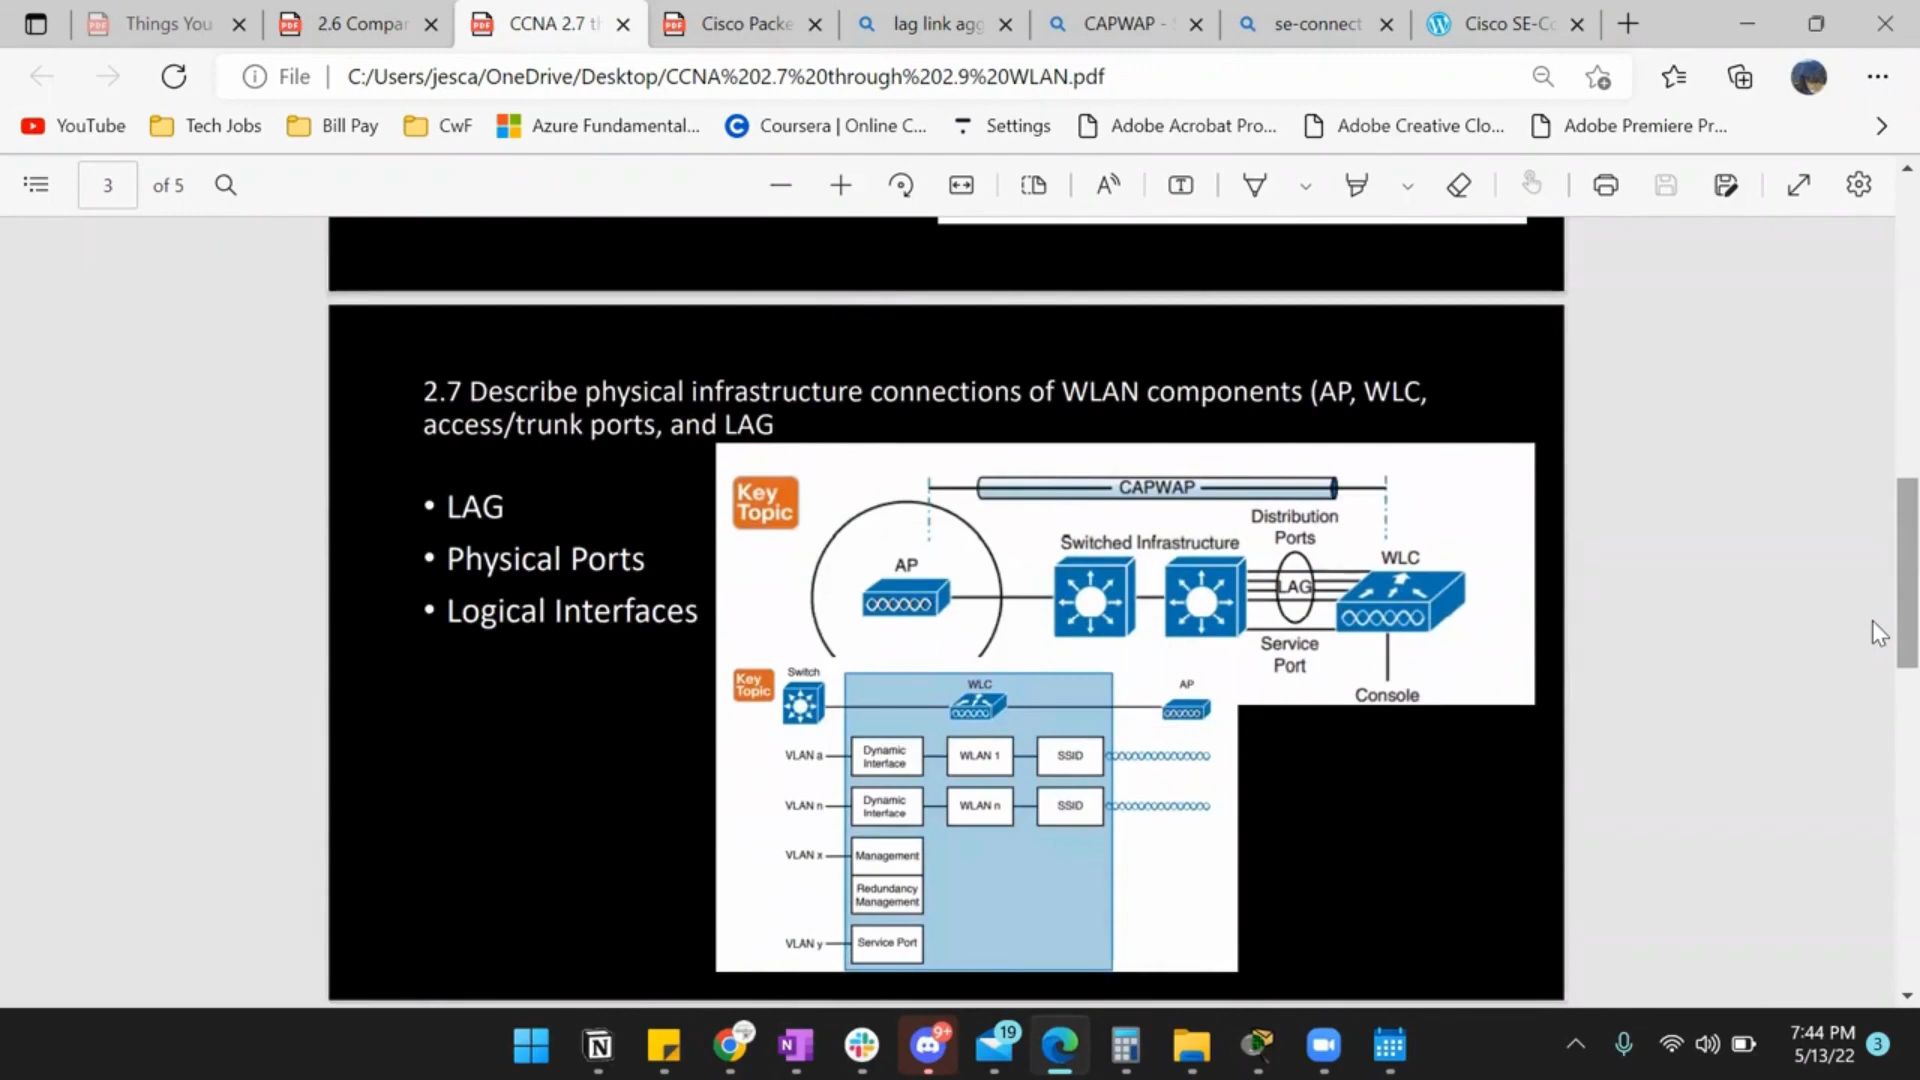 Things You
2.6 Compar
CCNA 2.7 th
Cisco Packe
lag link agg
CAPWAP -
se-connect
Cisco SE-Co
File
C:/Users/jesca/OneDrive/Desktop/CCNA%202.7%20through%202.9%20WLAN.pdf
YouTube
Tech Jobs
Bill Pay
CwF
Azure Fundamental...
Coursera | Online C...
Settings
Adobe Acrobat Pro...
Adobe Creative Clo...
Adobe Premiere Pr...
3 of 5
2.7 Describe physical infrastructure connections of WLAN components (AP, WLC,
access/trunk ports, and LAG
• LAG
• Physical Ports
• Logical Interfaces
Key
Topic
CAPWAP
Distribution
Ports
Switched Infrastructure
AP
LAG
WLC
Service
Port
Console
Key
Topic
Switch
WLC
AP
VLAN a
Dynamic
Interface
WLAN 1
SSID
VLAN n
Dynamic
Interface
WLAN n
SSID
VLAN x
Management
Redundancy
Management
VLAN y
Service Port
9+
19
7:44 PM
5/13/22
3